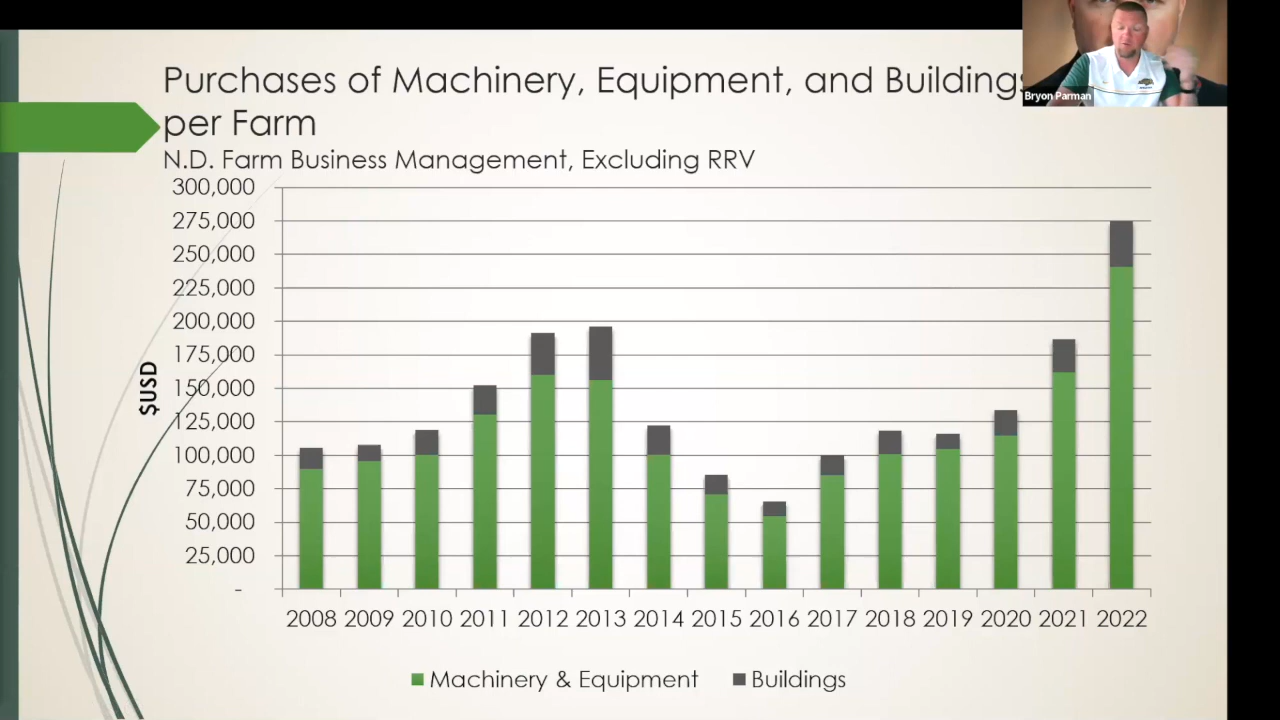 Purchases of Machinery, Equipment, and Buildings
per Farm
N.D. Farm Business Management, Excluding RRV
Bryon Parman
300,000
275,000
250,000
225,000
200,000
175,000
150,000
125,000
100,000
75,000
50,000
25,000
-
$USD
2008 2009 2010 2011 2012 2013 2014 2015 2016 2017 2018 2019 2020 2021 2022
Machinery & Equipment Buildings